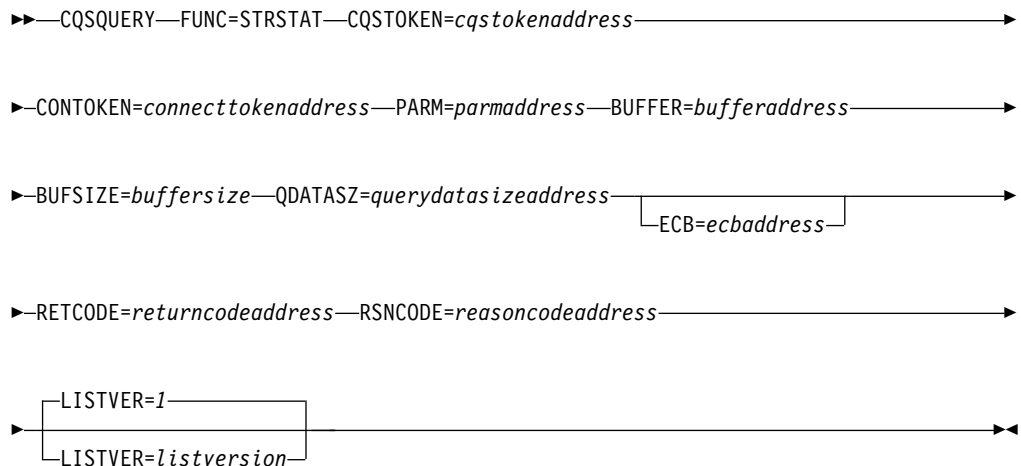 CQSQUERY FUNC=STRSTAT CQSTOKEN=cqstokenaddress
CONTOKEN=connecttokenaddress PARM=parmaddress BUFFER=bufferaddress
BUFSIZE=buffersize QDATASZ=querydatasizeaddress
ECB=ecbaddress
RETCODE=returncodeaddress RSNCODE=reasoncodeaddress
LISTVER=1
LISTVER=listversion